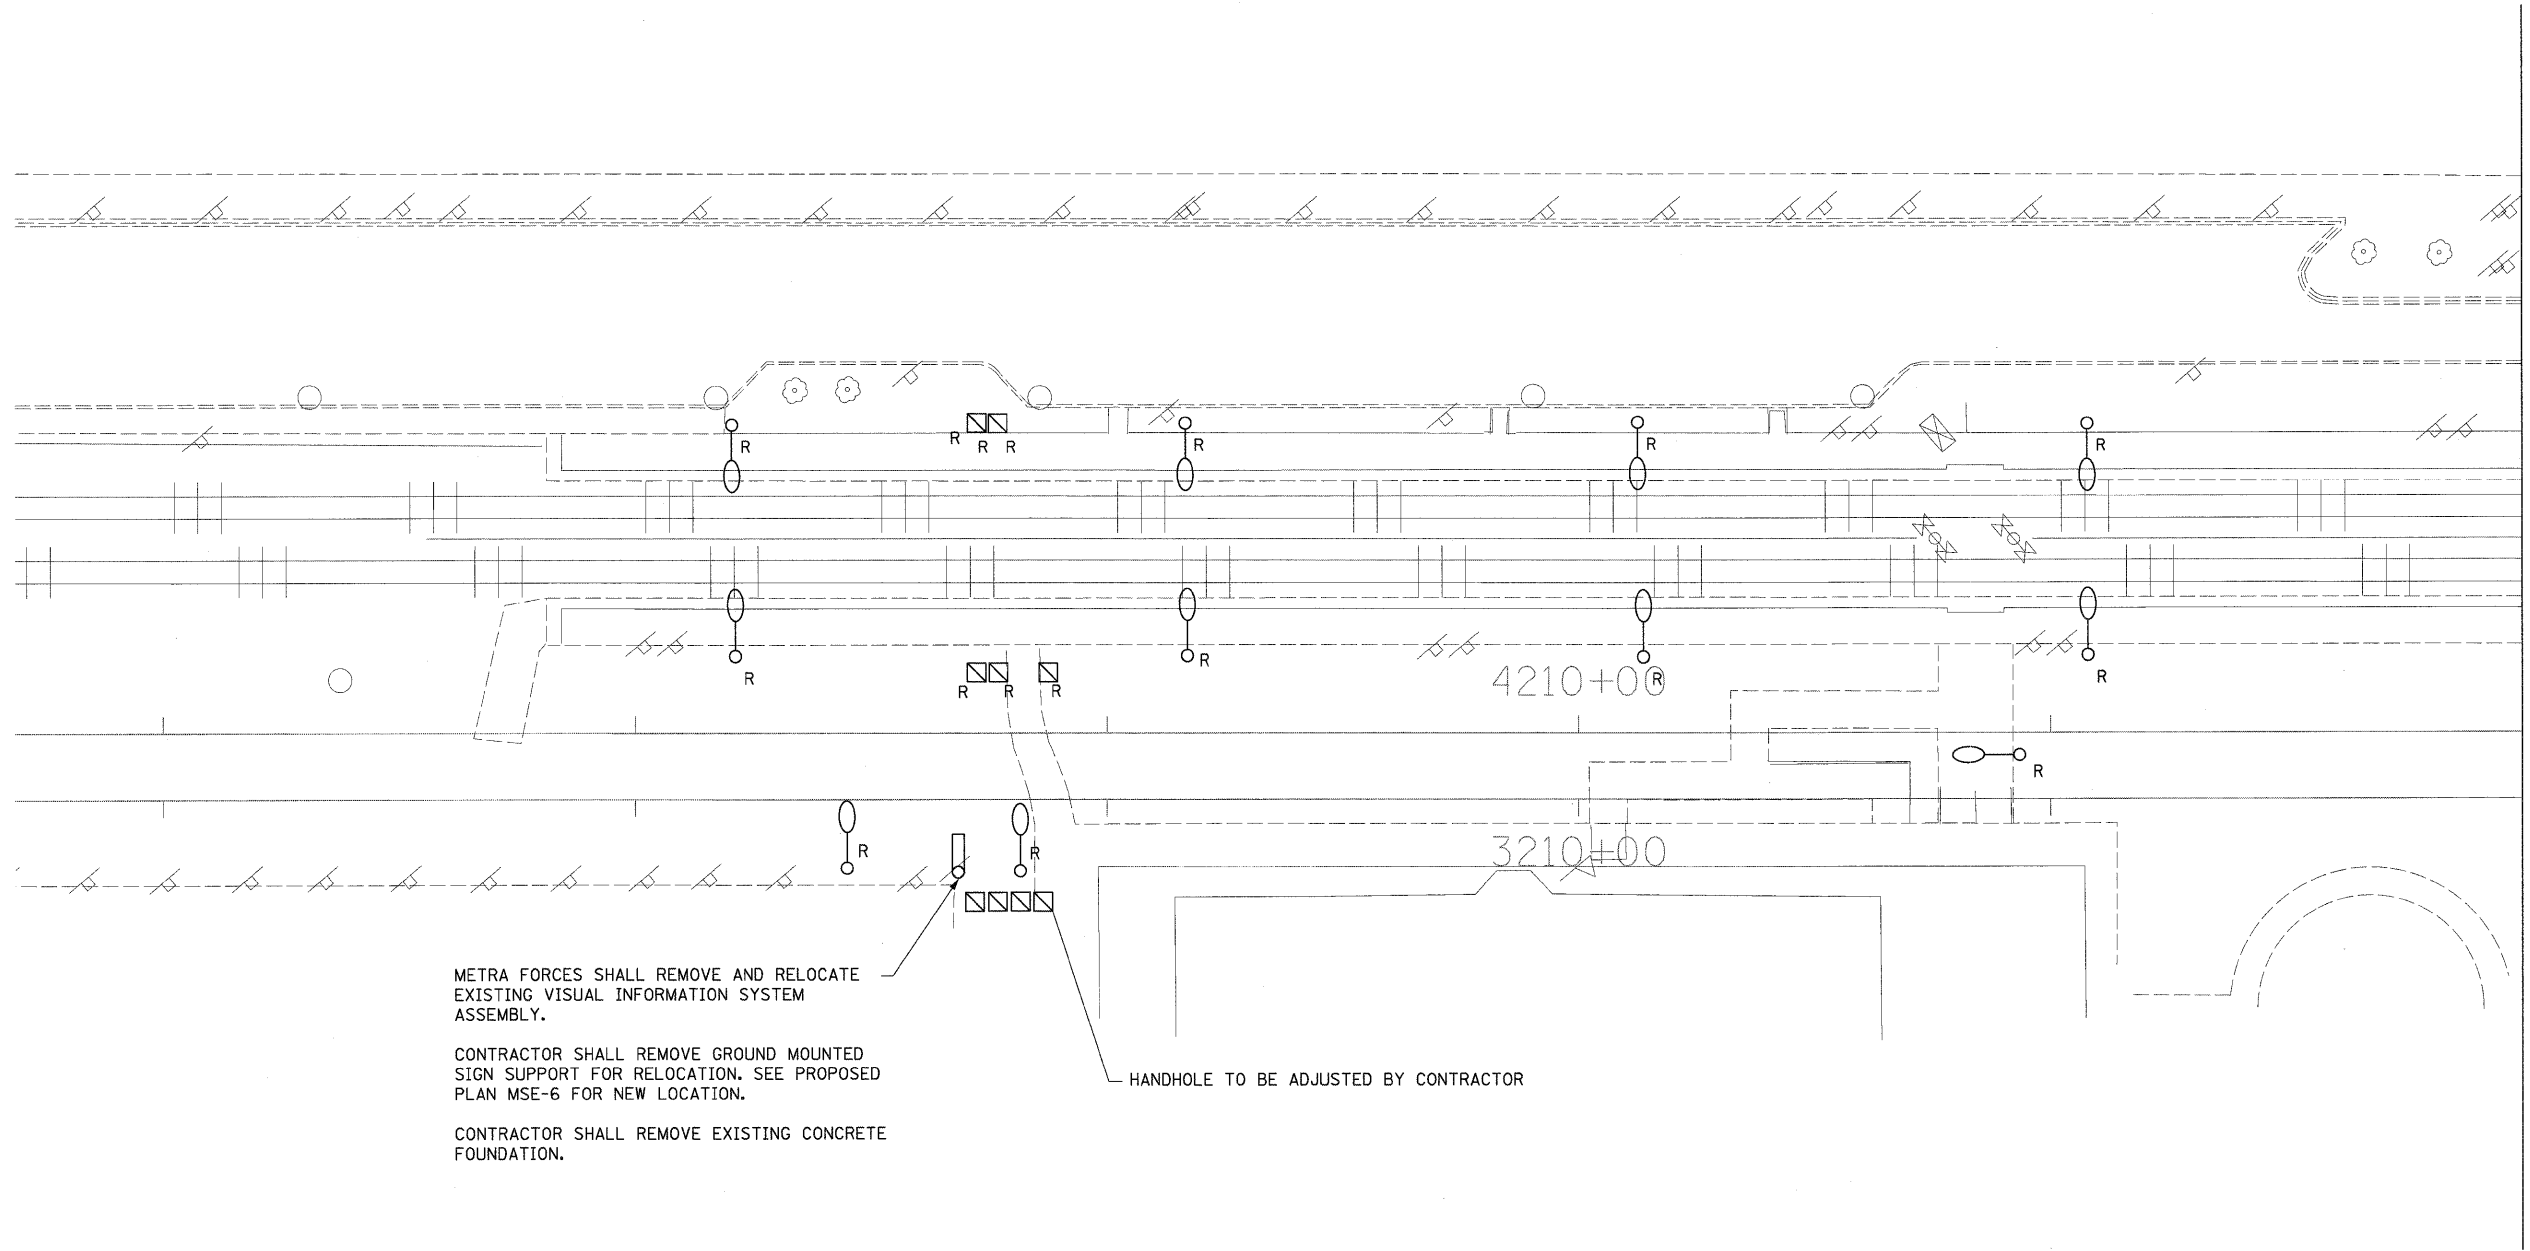 R
R
R
R
R
R
R
R
R
R
R
R
4210+00
R
R
R
R
R
R
R
3210+00
METRA FORCES SHALL REMOVE AND RELOCATE
EXISTING VISUAL INFORMATION SYSTEM
ASSEMBLY.
CONTRACTOR SHALL REMOVE GROUND MOUNTED
SIGN SUPPORT FOR RELOCATION. SEE PROPOSED
PLAN MSE-6 FOR NEW LOCATION.
CONTRACTOR SHALL REMOVE EXISTING CONCRETE
FOUNDATION.
HANDHOLE TO BE ADJUSTED BY CONTRACTOR